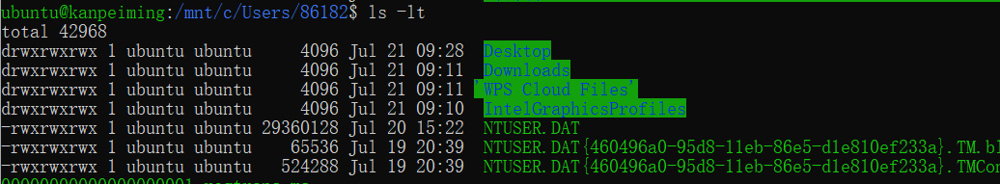 ubuntu@kanpeiming:/mnt/c/Users/86182$ ls -lt
total 42968
drwxrwxrwx 1 ubuntu ubuntu 4096 Jul 21 09:28 Desktop
drwxrwxrwx 1 ubuntu ubuntu 4096 Jul 21 09:11 Downloads
drwxrwxrwx 1 ubuntu ubuntu 4096 Jul 21 09:11 'WPS Cloud Files'
drwxrwxrwx 1 ubuntu ubuntu 4096 Jul 21 09:10 IntelGraphicsProfiles
-rwxrwxrwx 1 ubuntu ubuntu 29360128 Jul 20 15:22 NTUSER.DAT
-rwxrwxrwx 1 ubuntu ubuntu 65536 Jul 19 20:39 NTUSER.DAT{460496a0-95d8-11eb-86e5-d1e810ef233a}.TM.bl
-rwxrwxrwx 1 ubuntu ubuntu 524288 Jul 19 20:39 NTUSER.DAT{460496a0-95d8-11eb-86e5-d1e810ef233a}.TMCo